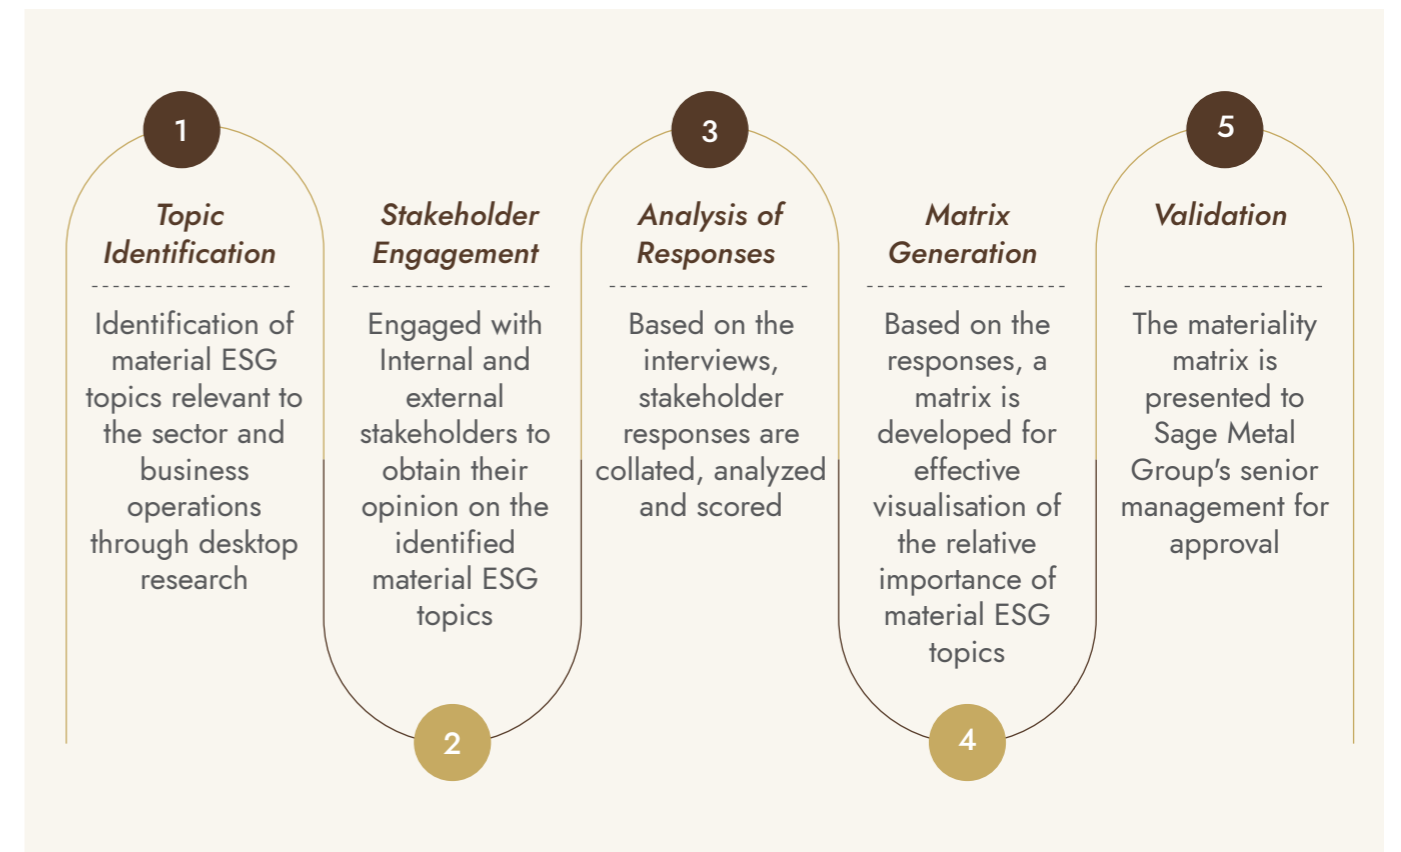 1
Topic
Identification
Identification of
material ESG
topics relevant to
the sector and
business
operations
through desktop
research
2
Stakeholder
Engagement
Engaged with
Internal and
external
stakeholders to
obtain their
opinion on the
identified
material ESG
topics
3
Analysis of
Responses
Based on the
interviews,
stakeholder
responses are
collated, analyzed
and scored
4
Matrix
Generation
Based on the
responses, a
matrix is
developed for
effective
visualisation of
the relative
importance of
material ESG
topics
5
Validation
The materiality
matrix is
presented to
Sage Metal
Group's senior
management for
approval